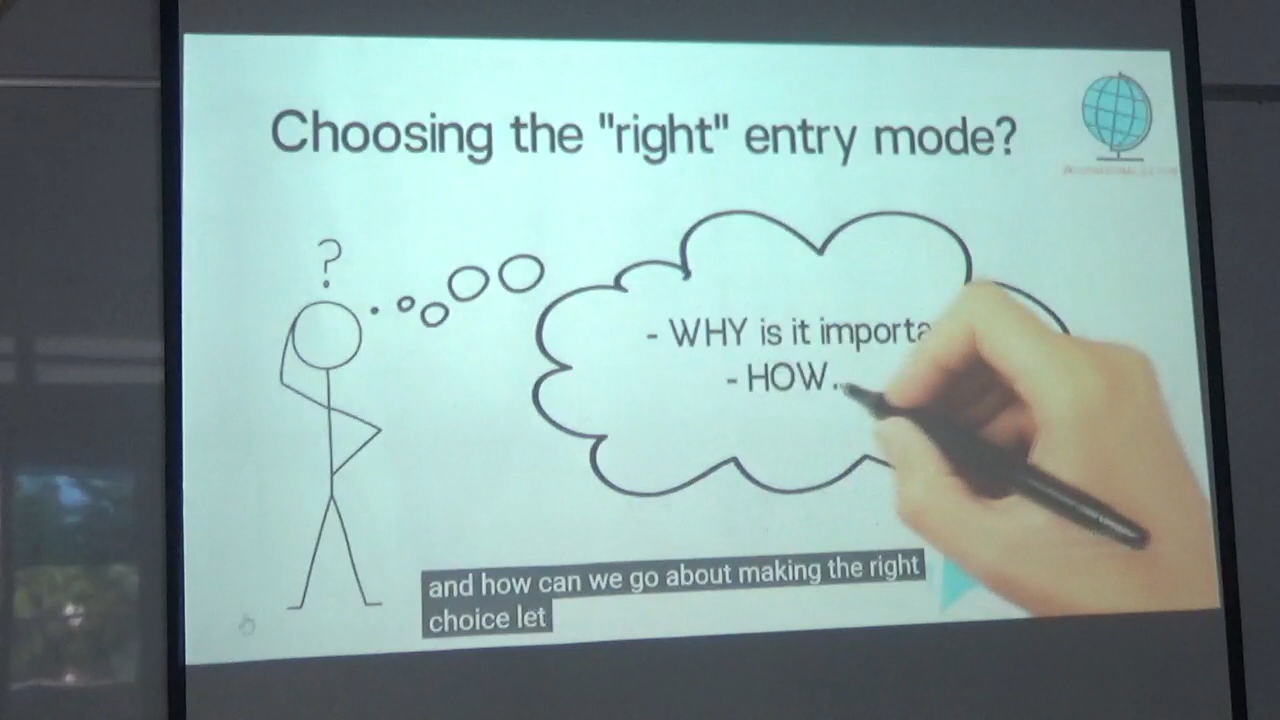 Choosing the "right" entry mode?
?
- WHY is it importa
- HOW..
and how can we go about making the right
choice let